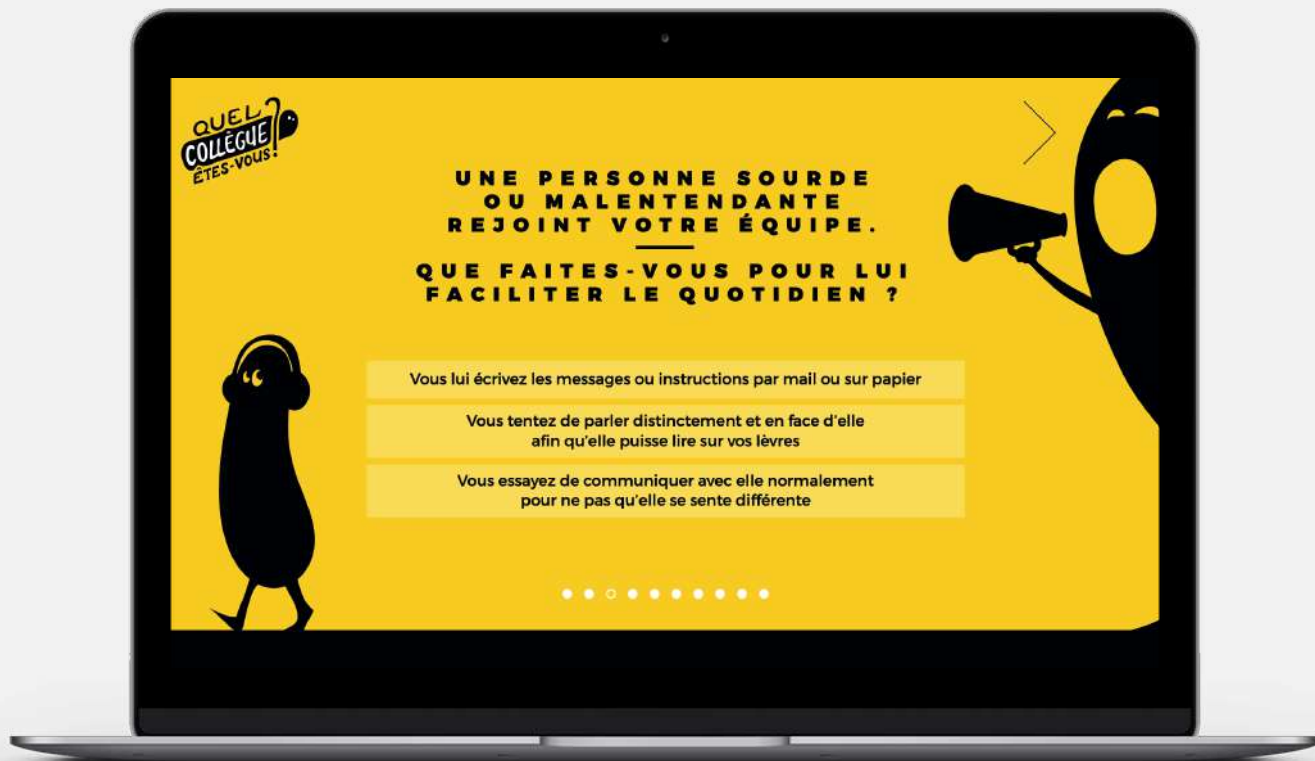 QUEL
COLLÈGUE
ÊTES-VOUS?
UNE PERSONNE SOURDE
OU MALENTENDANTE
REJOINT VOTRE ÉQUIPE.
QUE FAITES-VOUS POUR LUI
FACILITER LE QUOTIDIEN ?
Vous lui écrivez les messages ou instructions par mail ou sur papier
Vous tentez de parler distinctement et en face d'elle
afin qu'elle puisse lire sur vos lèvres
Vous essayez de communiquer avec elle normalement
pour ne pas qu'elle se sente différente